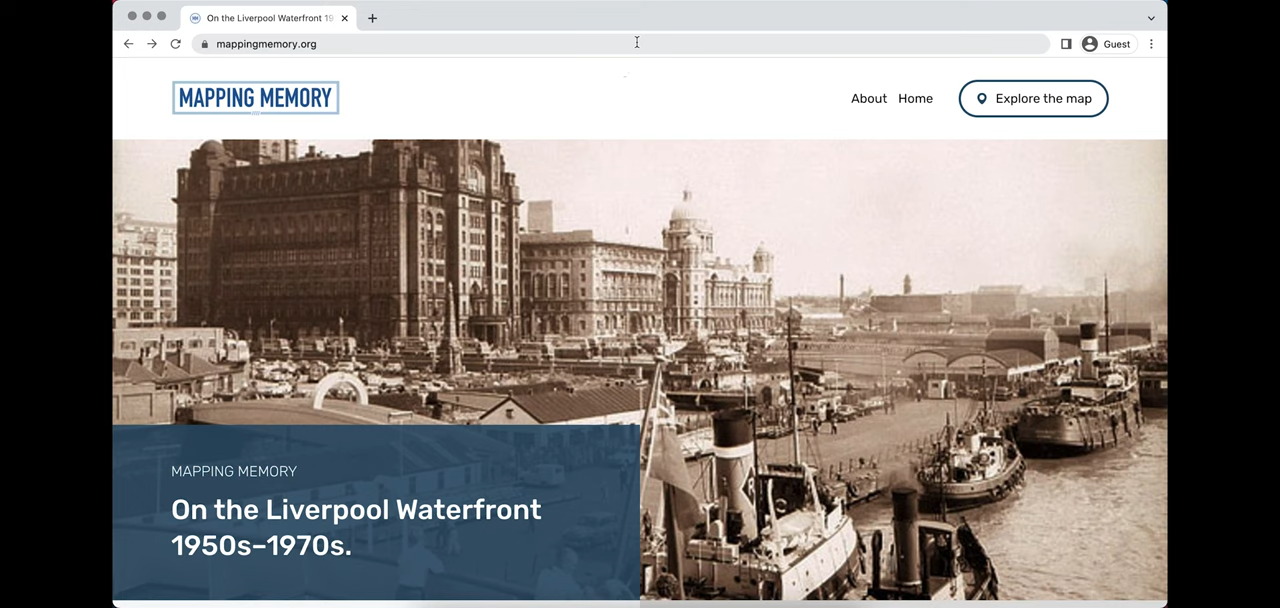 On the Liverpool Waterfront 19
mappingmemory.org
Guest
MAPPING MEMORY
About Home Explore the map
MAPPING MEMORY
On the Liverpool Waterfront
1950s–1970s.